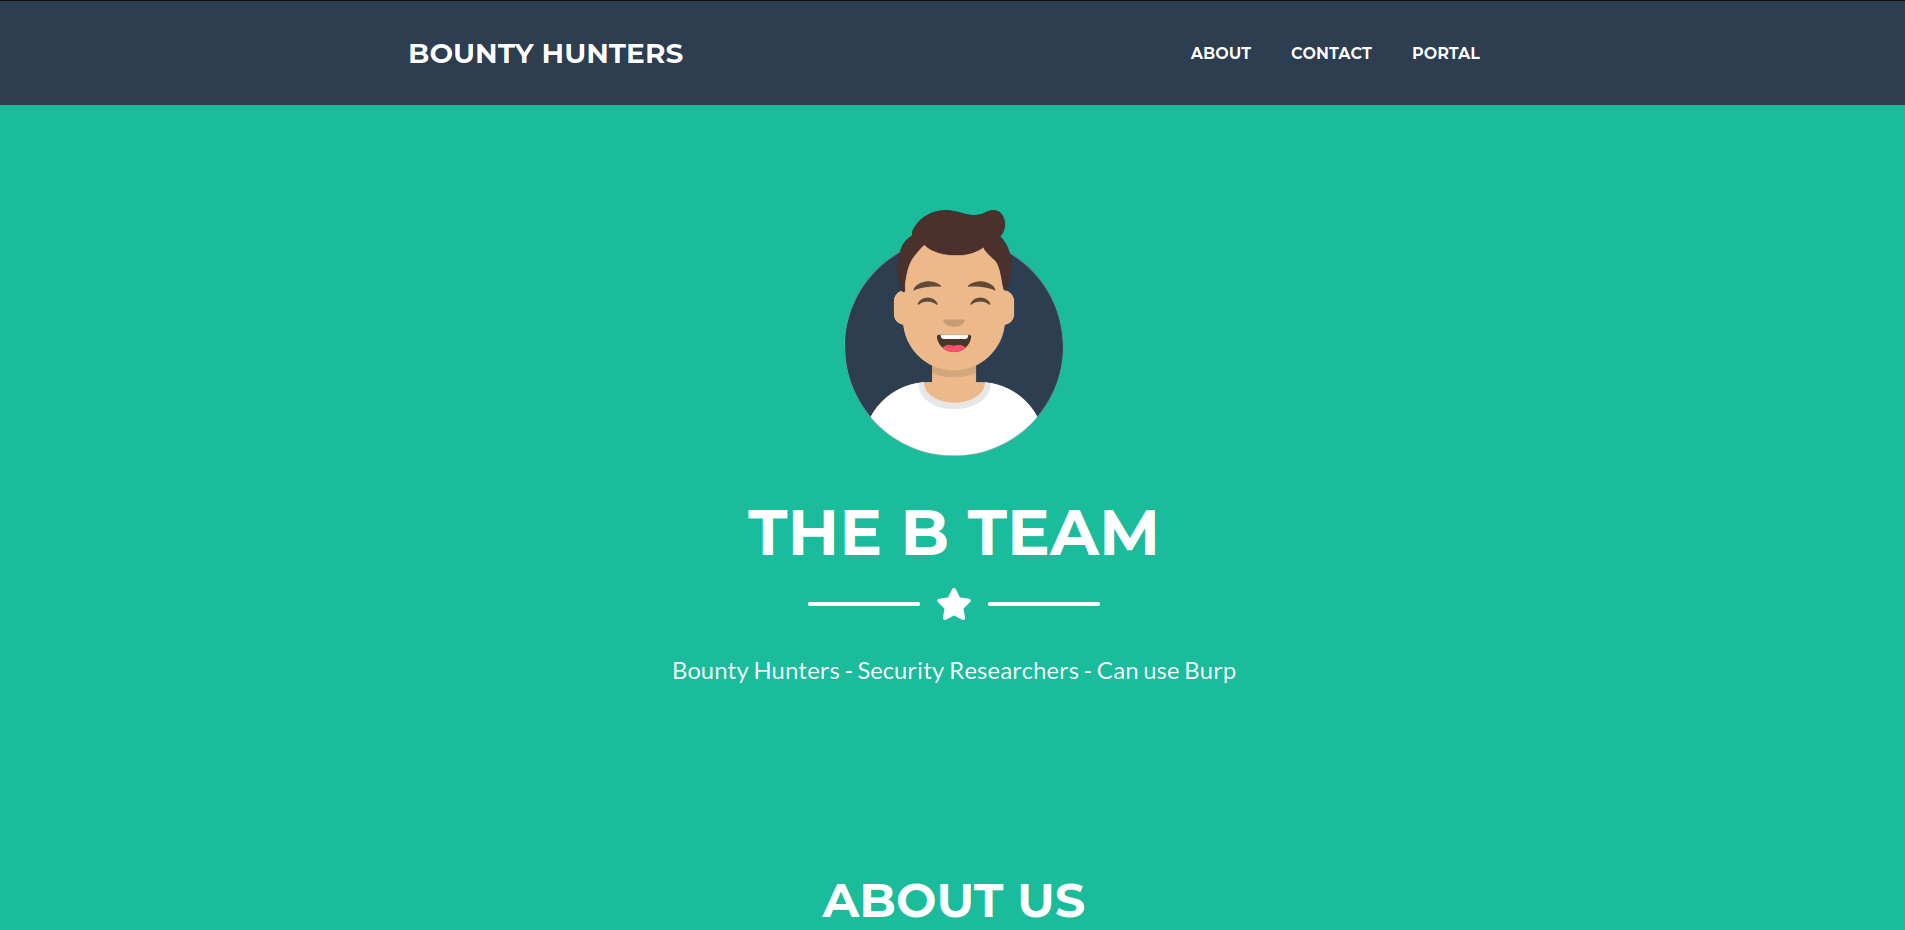 BOUNTY HUNTERS
ABOUT CONTACT PORTAL
THE B TEAM
Bounty Hunters - Security Researchers - Can use Burp
ABOUT US